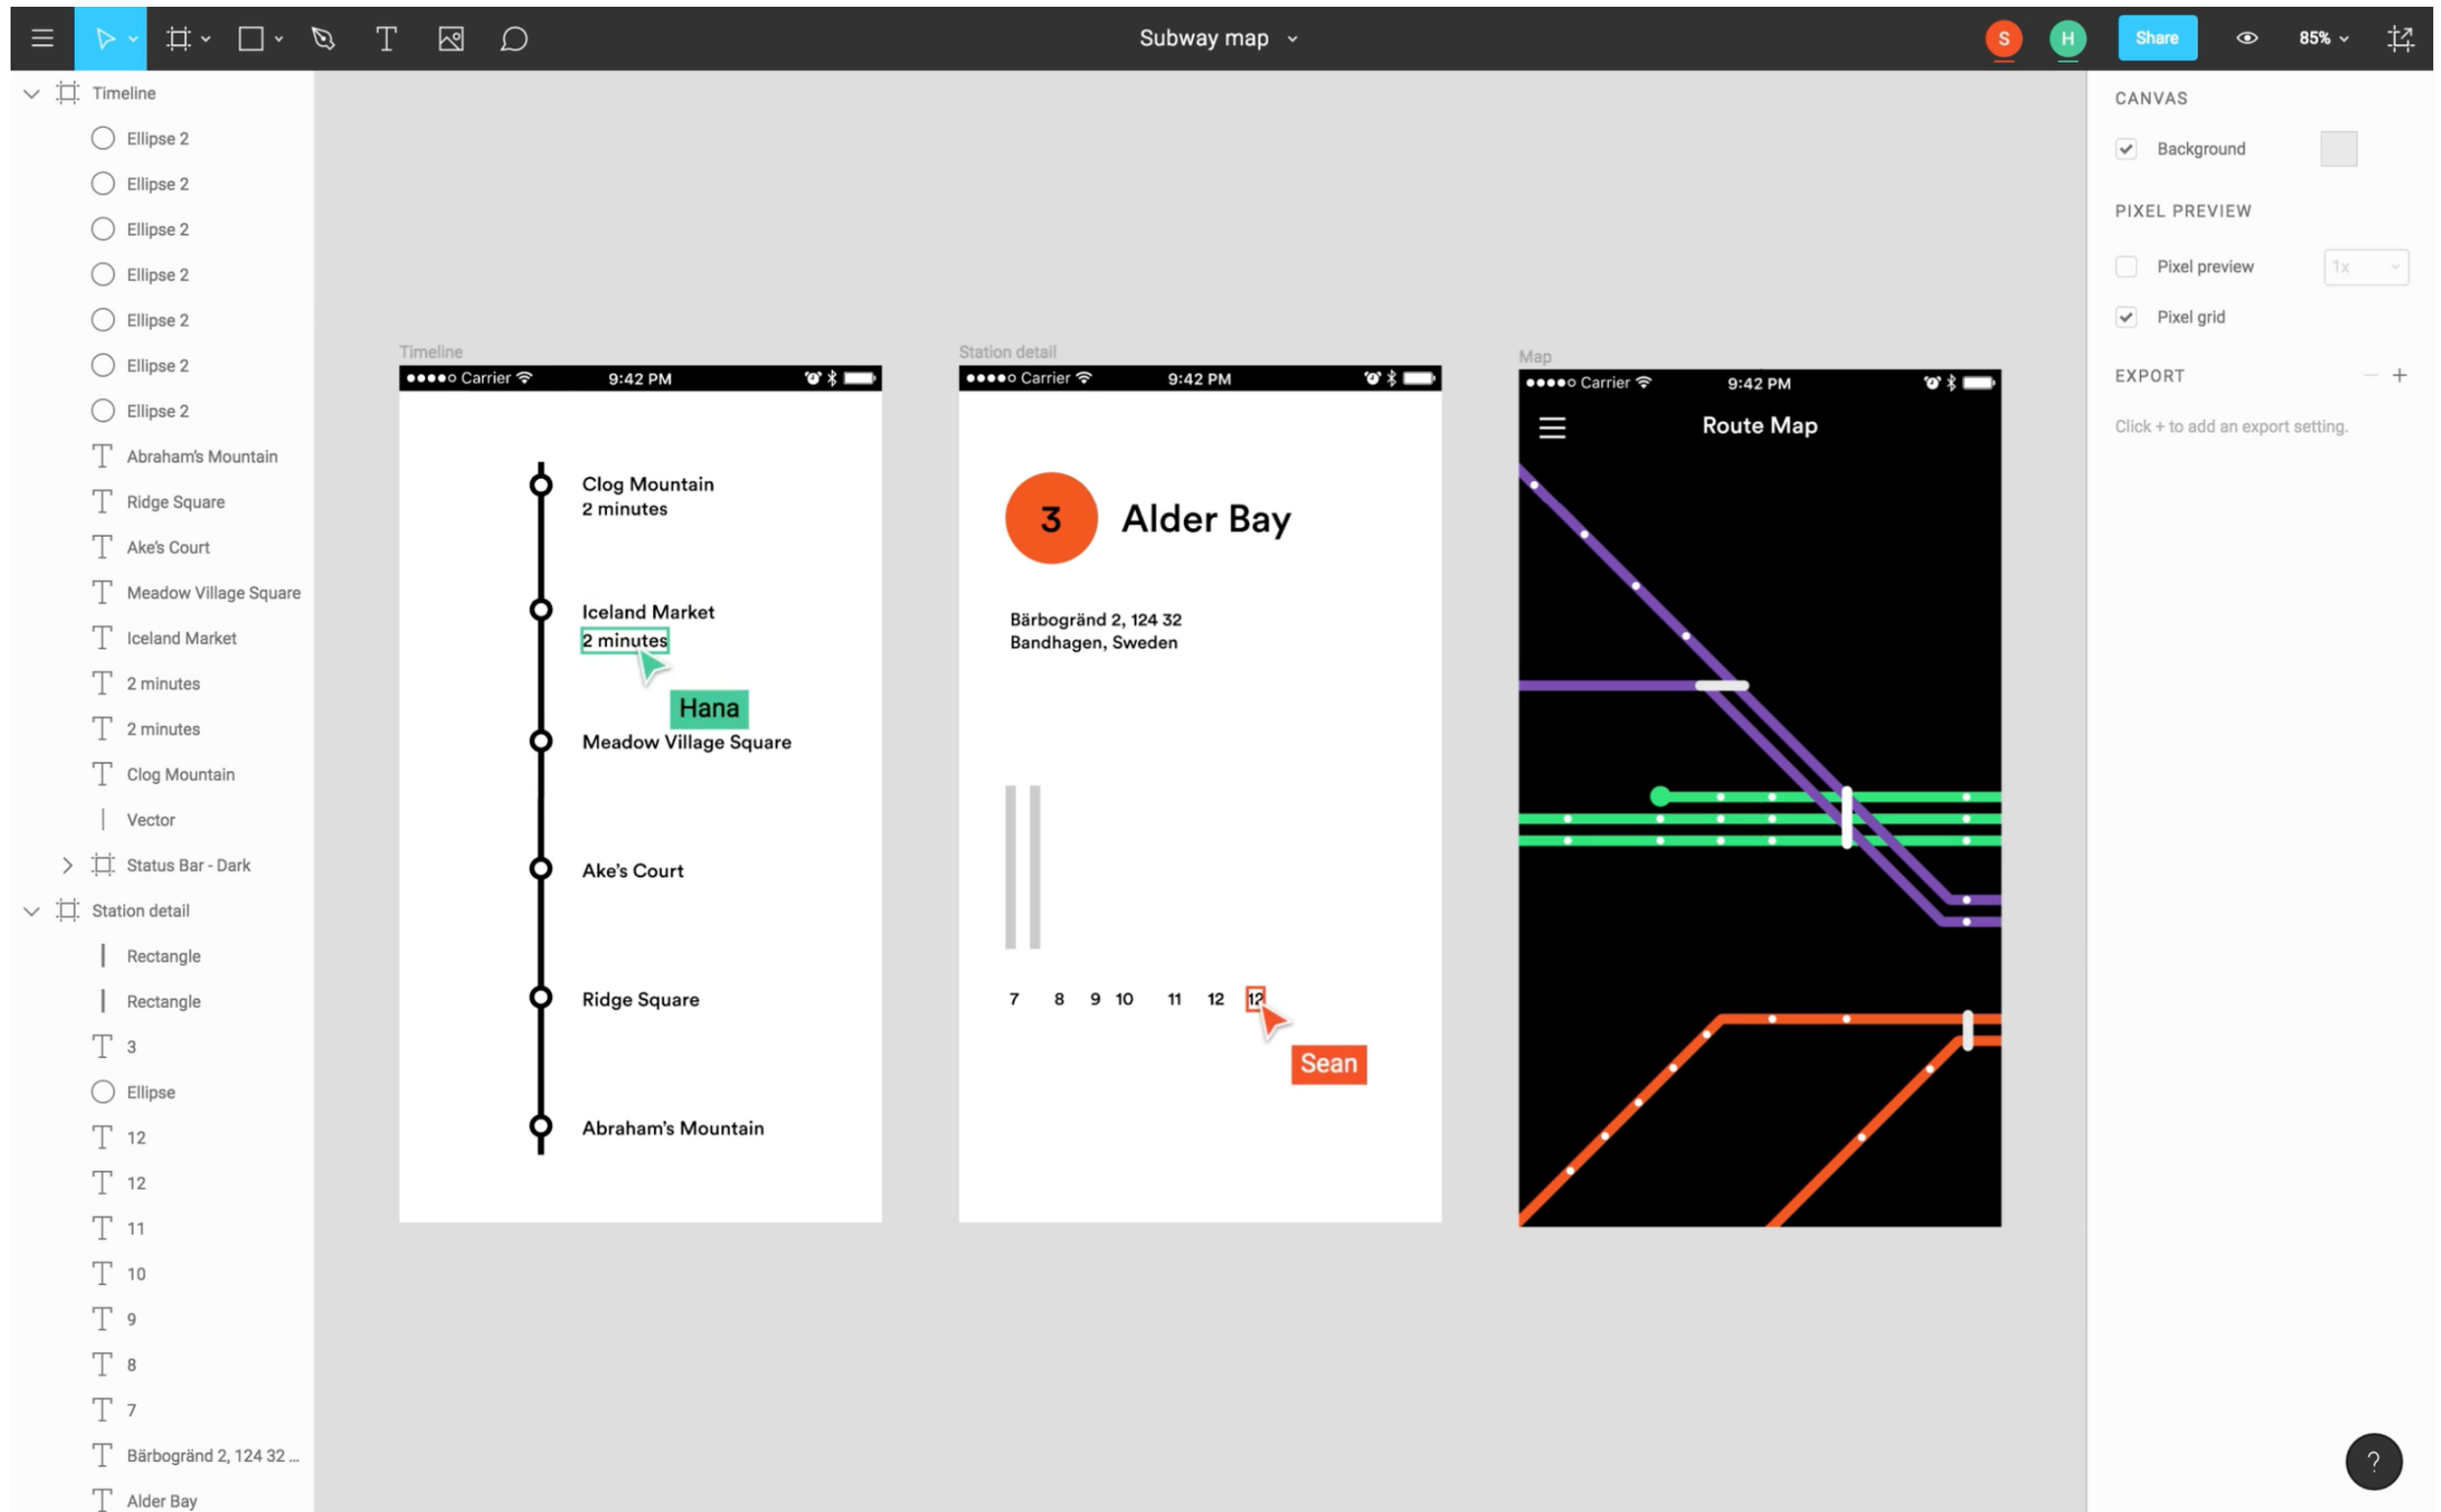 Subway map
S
H
Share
85%
Timeline
Ellipse 2
Ellipse 2
Ellipse 2
Ellipse 2
Ellipse 2
Ellipse 2
Ellipse 2
Abraham's Mountain
Ridge Square
Ake's Court
Meadow Village Square
Iceland Market
2 minutes
2 minutes
Clog Mountain
Vector
Status Bar - Dark
Station detail
Rectangle
Rectangle
3
Ellipse
12
12
11
10
9
8
7
Bärbogränd 2, 124 32 ...
Alder Bay
Timeline
Carrier 9:42 PM
Clog Mountain
2 minutes
Iceland Market
2 minutes
Hana
Meadow Village Square
Ake's Court
Ridge Square
Abraham's Mountain
Station detail
Carrier 9:42 PM
3 Alder Bay
Bärbogränd 2, 124 32
Bandhagen, Sweden
7 8 9 10 11 12 12
Sean
Map
Carrier 9:42 PM
Route Map
CANVAS
Background
PIXEL PREVIEW
Pixel preview 1x
Pixel grid
EXPORT
Click + to add an export setting.
?